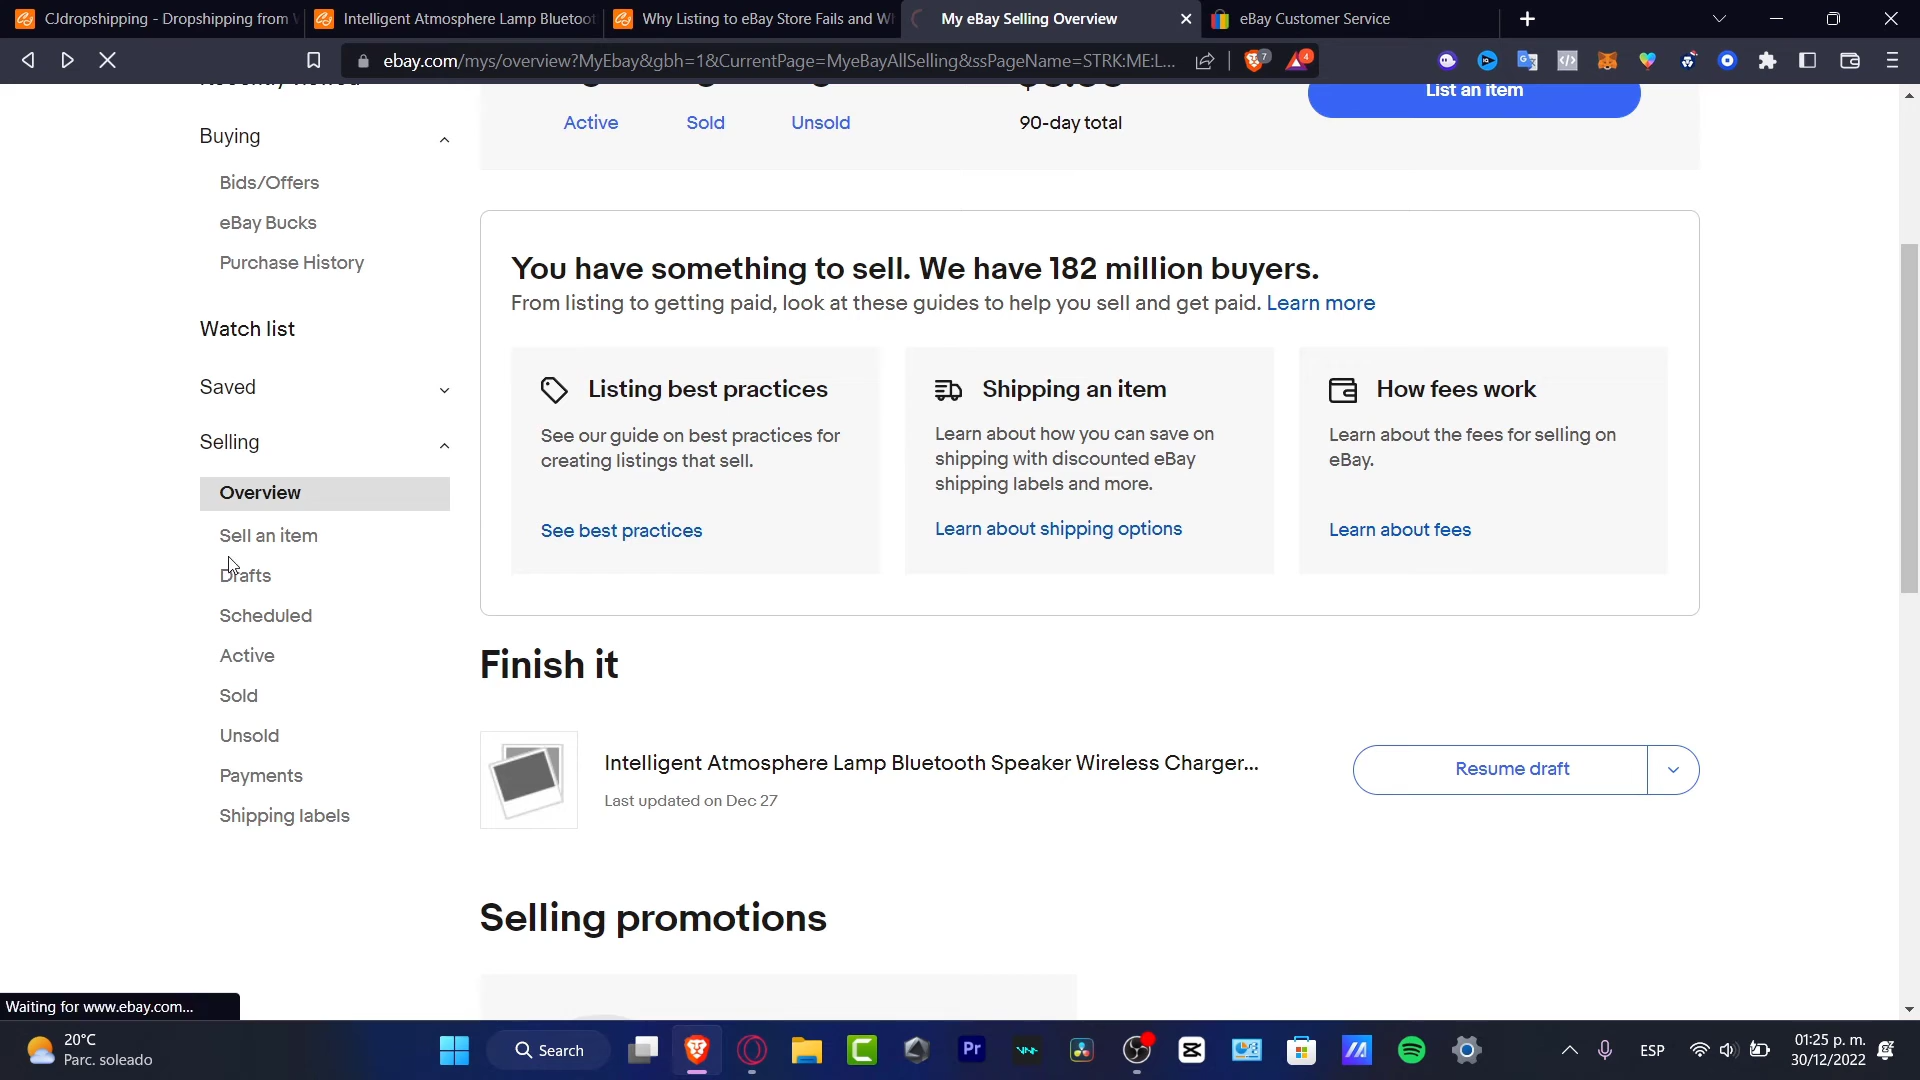 CJdropshipping - Dropshipping from
Intelligent Atmosphere Lamp Bluetoot
Why Listing to eBay Store Fails and W
My eBay Selling Overview
eBay Customer Service
ebay.com/mys/overview?MyEbay&gbh=1&CurrentPage=MyeBayAllSelling&ssPageName=STRK:ME:L...
7
4
Active
Sold
Unsold
90-day total
List an item
Buying
Bids/Offers
eBay Bucks
Purchase History
Watch list
Saved
Selling
Overview
Sell an item
Drafts
Scheduled
Active
Sold
Unsold
Payments
Shipping labels
You have something to sell. We have 182 million buyers.
From listing to getting paid, look at these guides to help you sell and get paid. Learn more
Listing best practices
See our guide on best practices for
creating listings that sell.
See best practices
Shipping an item
Learn about how you can save on
shipping with discounted eBay
shipping labels and more.
Learn about shipping options
How fees work
Learn about the fees for selling on
eBay.
Learn about fees
Finish it
Intelligent Atmosphere Lamp Bluetooth Speaker Wireless Charger...
Last updated on Dec 27
Resume draft
Selling promotions
Waiting for www.ebay.com...
20°C
Parc. soleado
Search
Pr
ESP
01:25 p. m.
30/12/2022